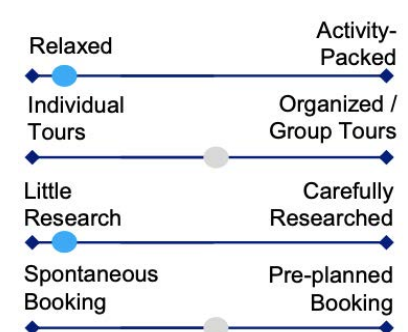 Relaxed
Activity-
Packed
Individual
Tours
Organized /
Group Tours
Little
Research
Carefully
Researched
Spontaneous
Booking
Pre-planned
Booking